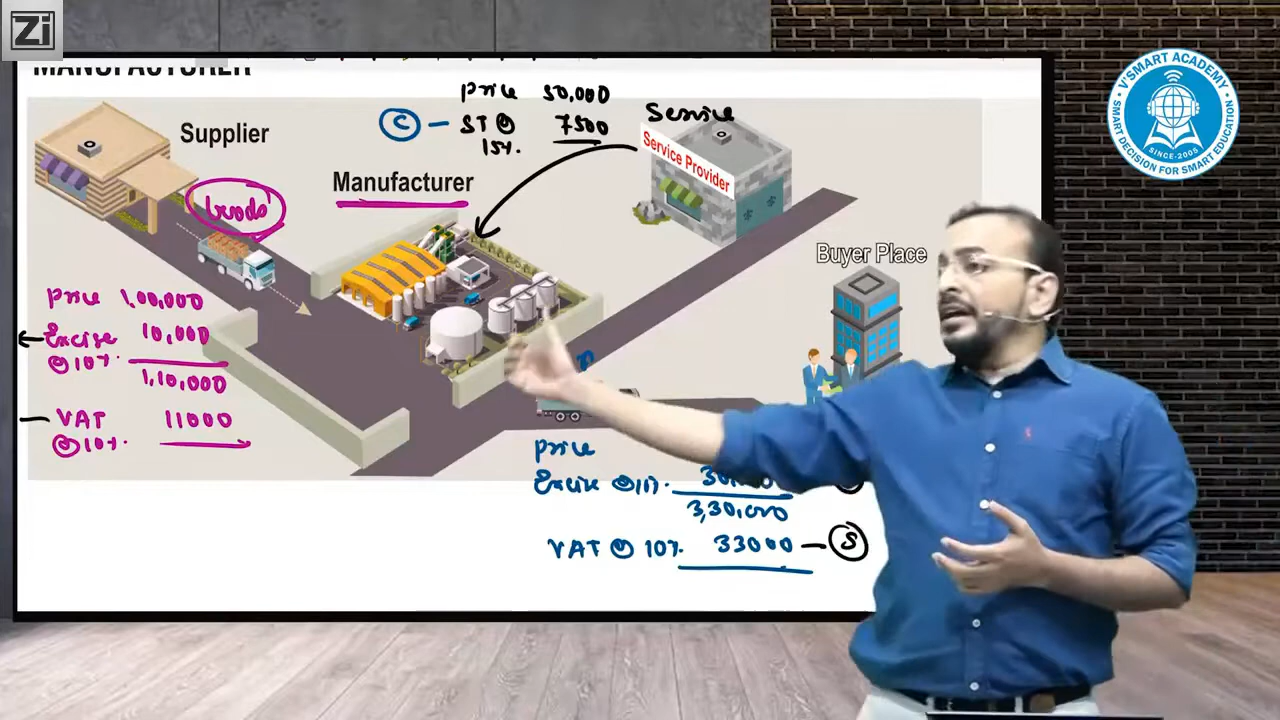 Zi
MANUFACTURER
Supplier
Goods
Price 1,00,000
Excise 10,000
@10%.
1,10,000
VAT 11000
@10%.
Manufacturer
C - Price 50,000
ST @ 7500
15%.
Service
Service Provider
Buyer Place
Price
Excise @10%.
3,30,000
VAT @ 10%. 33000 - S
V'SMART ACADEMY
SINCE-2005
SMART DECISION FOR SMART EDUCATION